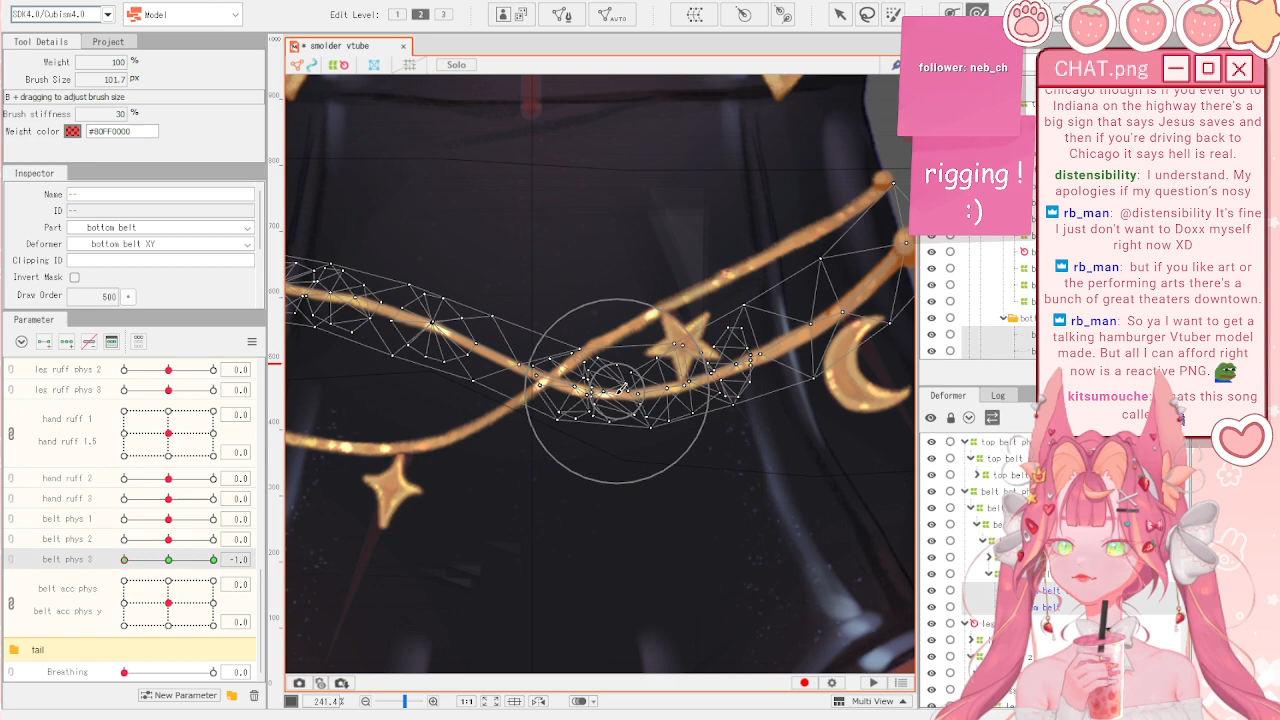 SDK4.0/Cubism4.0
Model
Edit Level: 1 2 3
AUTO
Tool Details
Project
Weight 100 %
Brush Size 101.7 px
B + dragging to adjust brush size
Brush stiffness 30 %
Weight color #80FF0000
Inspector
Name --
ID --
Part bottom belt
Deformer bottom belt XY
Clipping ID
Invert Mask
Draw Order 500
Parameter
leg ruff phys 2 0.0
leg ruff phys 3 0.0
hand ruff 1 0.0
hand ruff 1.5 0.0
hand ruff 2 0.0
hand ruff 3 0.0
belt phys 1 0.0
belt phys 2 0.0
belt phys 3 -1.0
belt acc phys 0.0
belt acc phys y 0.0
tail
Breathing 0.0
New Parameter
* smolder vtube
Solo
241.4%
1:1
Multi View
Deformer
Log
follower: neb_ch
rigging !
:)
CHAT.png
Chicago though is if you ever go to
Indiana on the highway there's a
big sign that says Jesus saves and
then if you're driving back to
Chicago it says hell is real.
distensibility: I understand. My
apologies if my question's nosy
rb_man: @distensibility It's fine
I just don't want to Doxx myself
right now XD
rb_man: but if you like art or
the performing arts there's a
bunch of great theaters downtown.
rb_man: So ya I want to get a
talking hamburger Vtuber model
made. But all I can afford right
now is a reactive PNG.
kitsumouche: ats this song